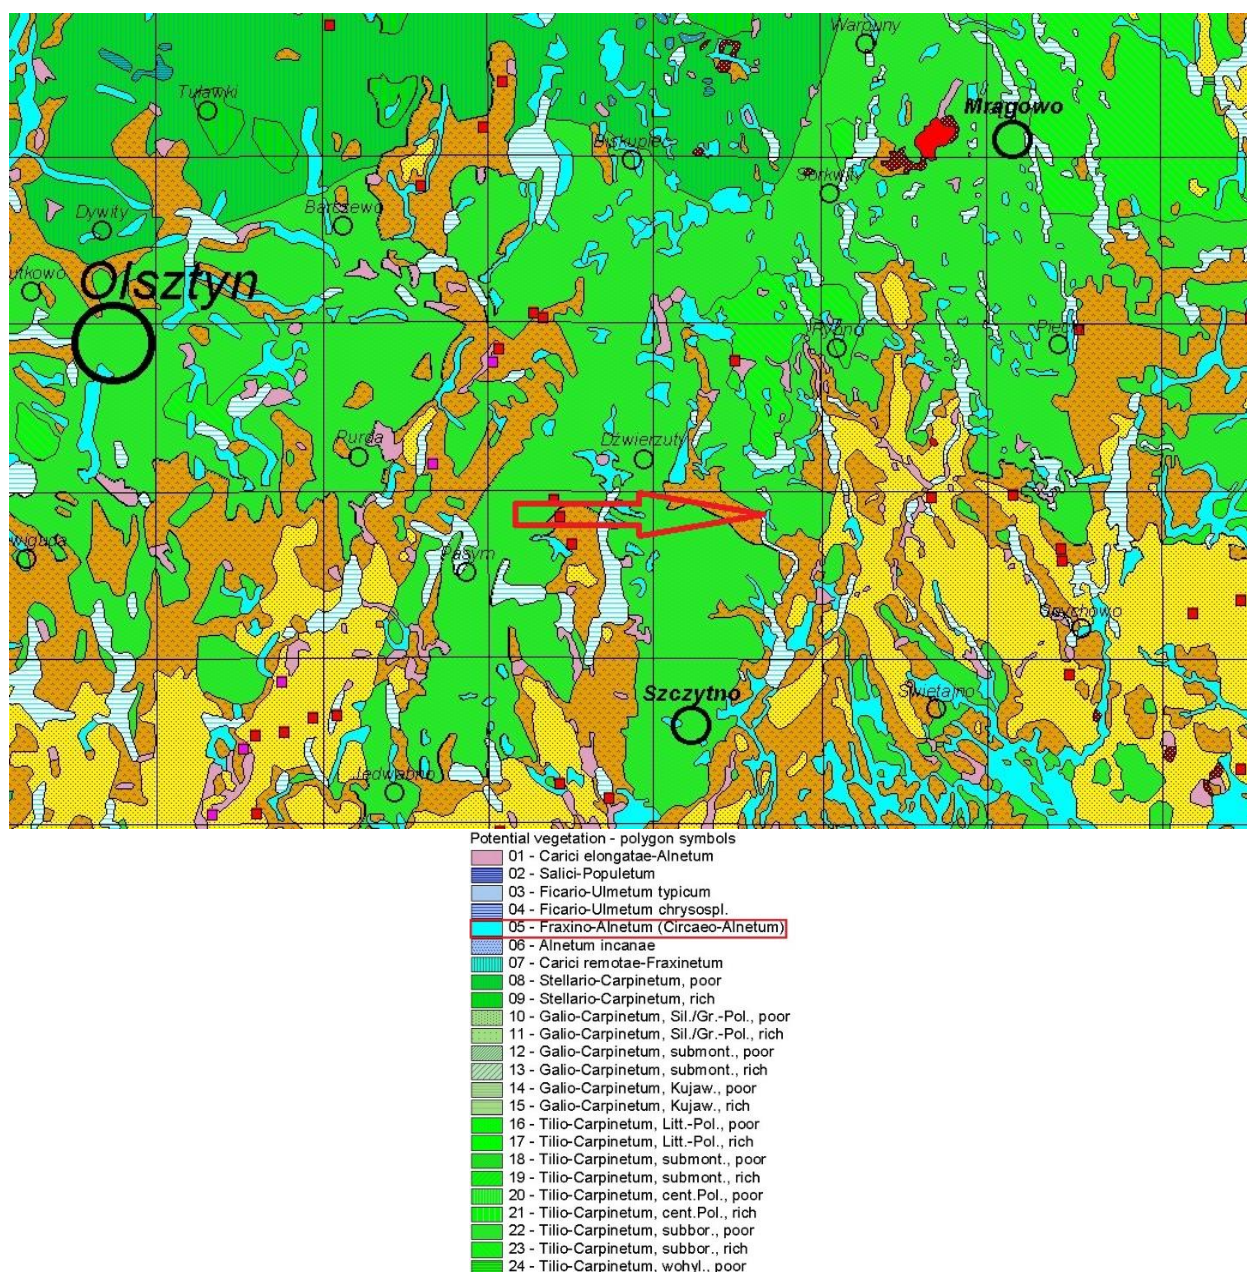 Warpuny
Tuławki
Mrągowo
Biskupiec
Sorkwity
Barczewo
Dywity
utkowo
Olsztyn
Piecki
Purda
Dźwierzuty
Pasym
Spychowo
Szczytno
Świętajno
Jedwabno
Potential vegetation - polygon symbols
01 - Carici elongatae-Alnetum
02 - Salici-Populetum
03 - Ficario-Ulmetum typicum
04 - Ficario-Ulmetum chrysospl.
05 - Fraxino-Alnetum (Circaeo-Alnetum)
06 - Alnetum incanae
07 - Carici remotae-Fraxinetum
08 - Stellario-Carpinetum, poor
09 - Stellario-Carpinetum, rich
10 - Galio-Carpinetum, Sil./Gr.-Pol., poor
11 - Galio-Carpinetum, Sil./Gr.-Pol., rich
12 - Galio-Carpinetum, submont., poor
13 - Galio-Carpinetum, submont., rich
14 - Galio-Carpinetum, Kujaw., poor
15 - Galio-Carpinetum, Kujaw., rich
16 - Tilio-Carpinetum, Litt.-Pol., poor
17 - Tilio-Carpinetum, Litt.-Pol., rich
18 - Tilio-Carpinetum, submont., poor
19 - Tilio-Carpinetum, submont., rich
20 - Tilio-Carpinetum, cent.Pol., poor
21 - Tilio-Carpinetum, cent.Pol., rich
22 - Tilio-Carpinetum, subbor., poor
23 - Tilio-Carpinetum, subbor., rich
24 - Tilio-Carpinetum, wohyl., poor